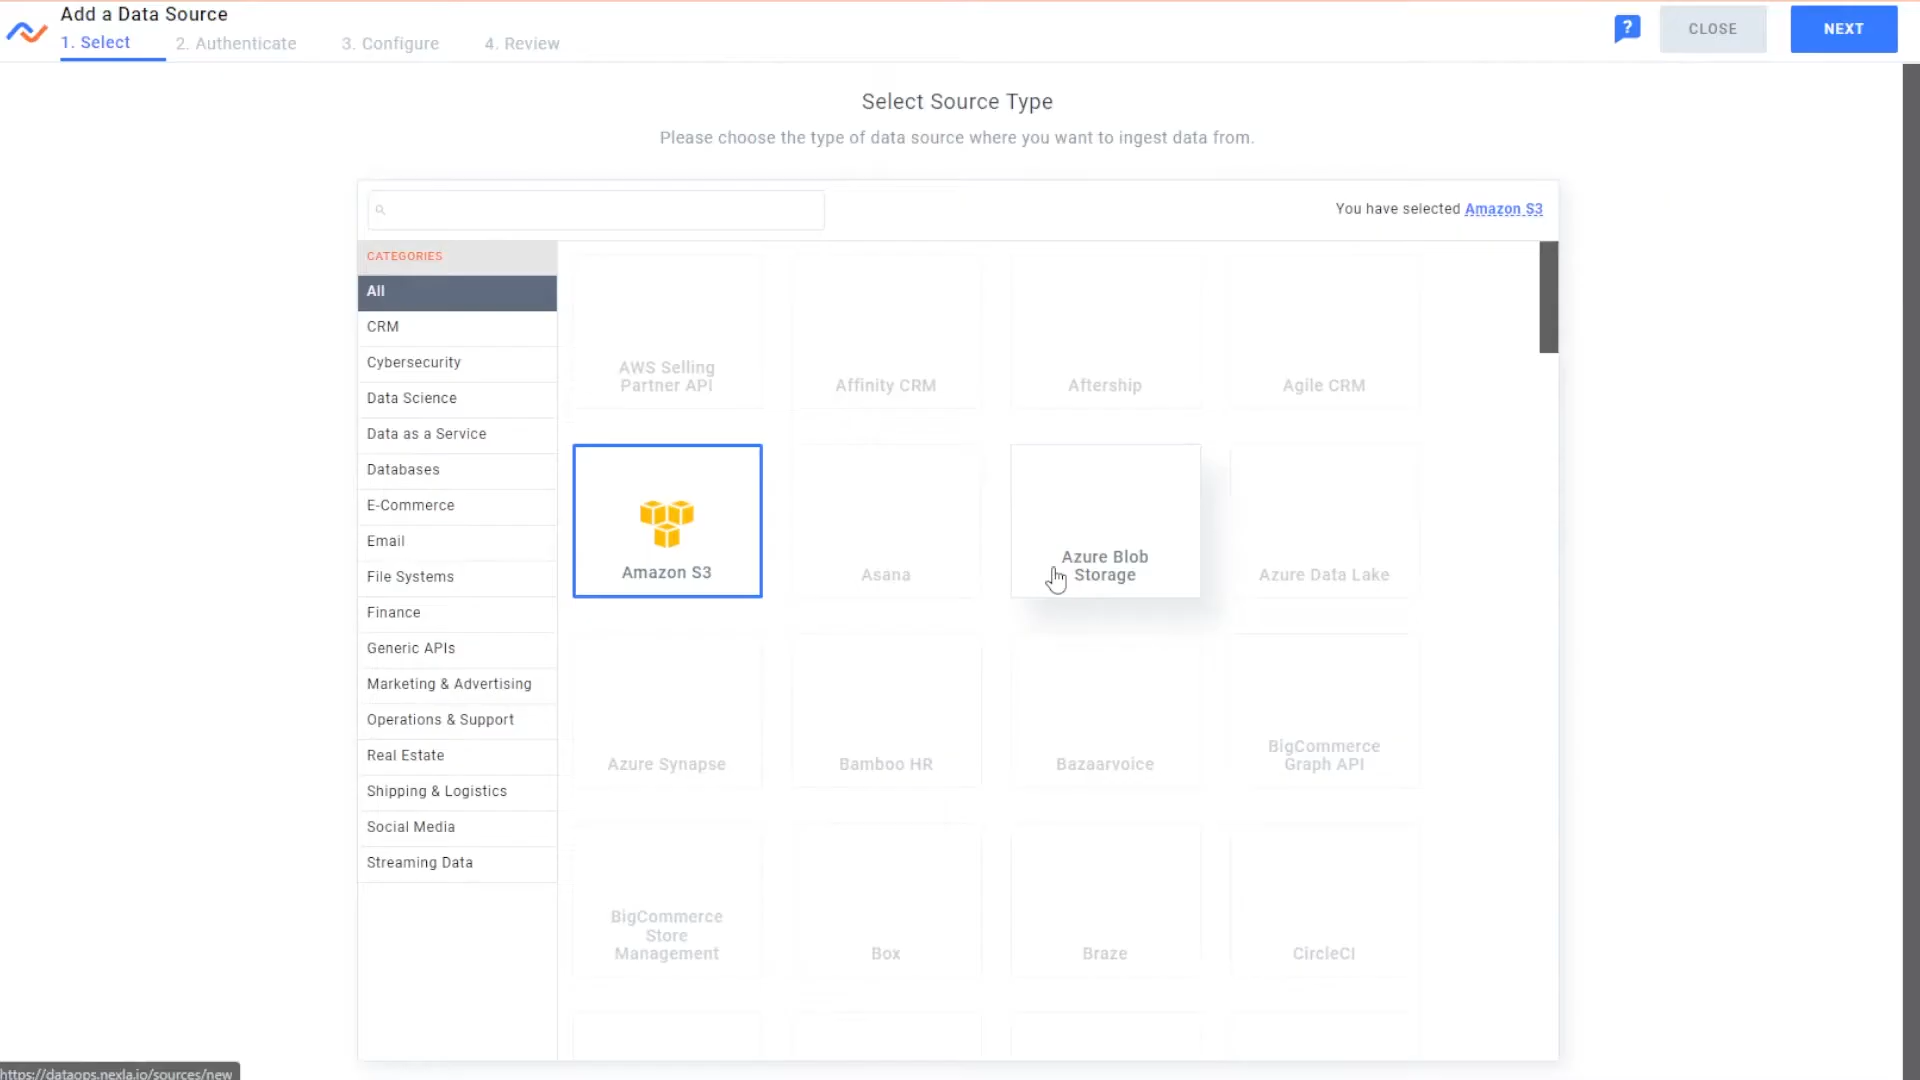 Add a Data Source
1. Select
2. Authenticate
3. Configure
4. Review
?
CLOSE
NEXT
Select Source Type
Please choose the type of data source where you want to ingest data from.
You have selected Amazon S3
CATEGORIES
All
CRM
Cybersecurity
Data Science
Data as a Service
Databases
E-Commerce
Email
File Systems
Finance
Generic APIs
Marketing & Advertising
Operations & Support
Real Estate
Shipping & Logistics
Social Media
Streaming Data
AWS Selling
Partner API
Affinity CRM
Aftership
Agile CRM
Amazon S3
Asana
Azure Blob
Storage
Azure Data Lake
Azure Synapse
Bamboo HR
Bazaarvoice
BigCommerce
Graph API
BigCommerce
Store
Management
Box
Braze
CircleCI
https://dataops.nexla.io/sources/new